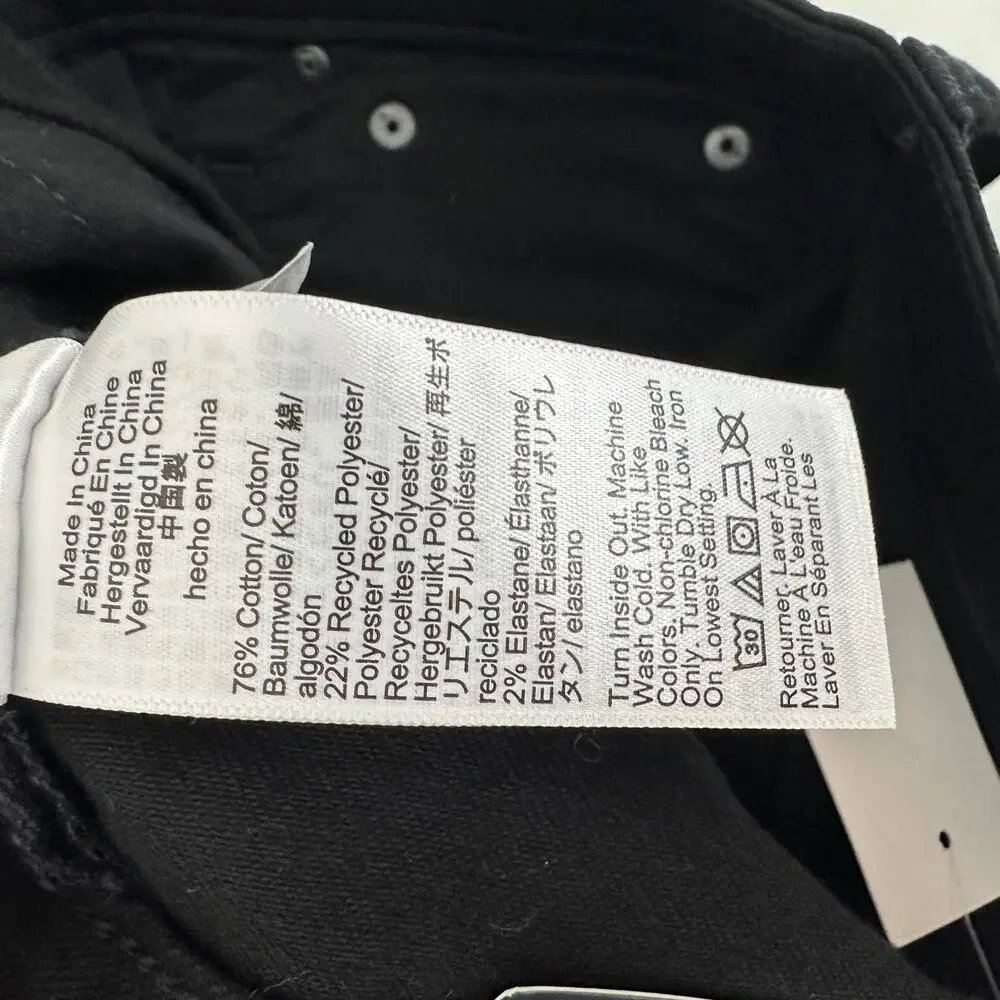 Made In China
Fabriqué En Chine
Hergestellt In China
Vervaardigd In China
中国製
hecho en china
76% Cotton/ Coton/
Baumwolle/ Katoen/ 綿/
algodón
22% Recycled Polyester/
Polyester Recyclé/
Recyceltes Polyester/
Hergebruikt Polyester/ 再生ポ
リエステル/ poliéster
reciclado
2% Elastane/ Elasthanne/
Elastan/ Elastaan/ ポリウレ
タン/ elastano
Turn Inside Out. Machine
Wash Cold. With Like
Colors. Non-chlorine Bleach
Only. Tumble Dry Low. Iron
On Lowest Setting.
30
Retourner, Laver À La
Machine À L'eau Froide.
Laver En Séparant Les